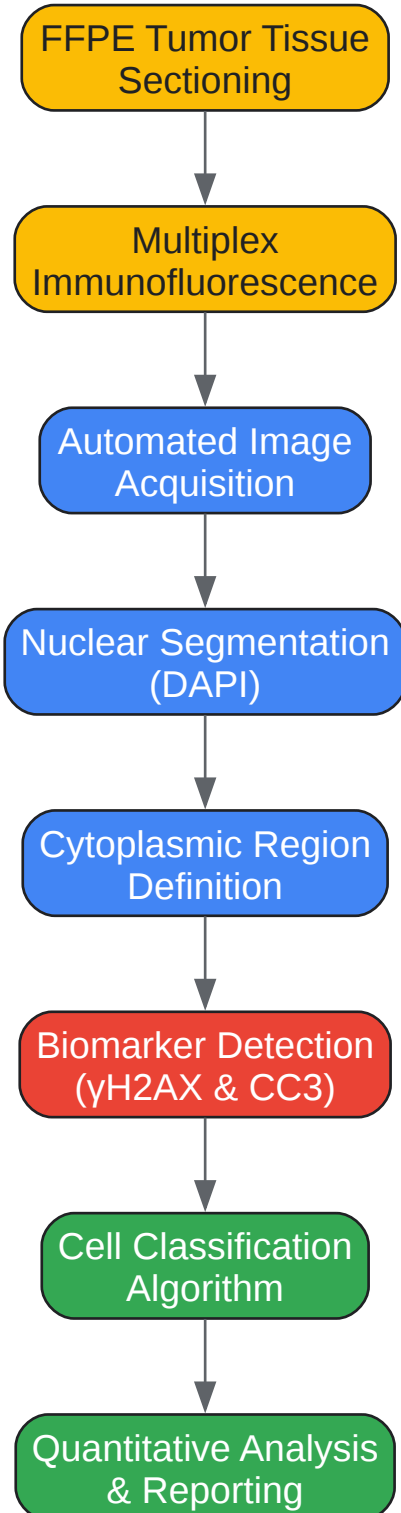 FFPE Tumor Tissue
Sectioning
Multiplex
Immunofluorescence
Automated Image
Acquisition
Nuclear Segmentation
(DAPI)
Cytoplasmic Region
Definition
Biomarker Detection
(γH2AX & CC3)
Cell Classification
Algorithm
Quantitative Analysis
& Reporting